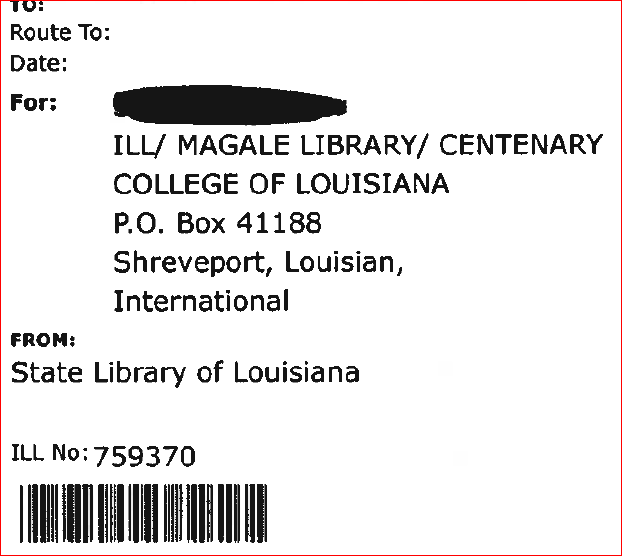 TO:
Route To:
Date:
For:
ILL/ MAGALE LIBRARY/ CENTENARY
COLLEGE OF LOUISIANA
P.O. Box 41188
Shreveport, Louisian,
International
FROM:
State Library of Louisiana
ILL No: 759370